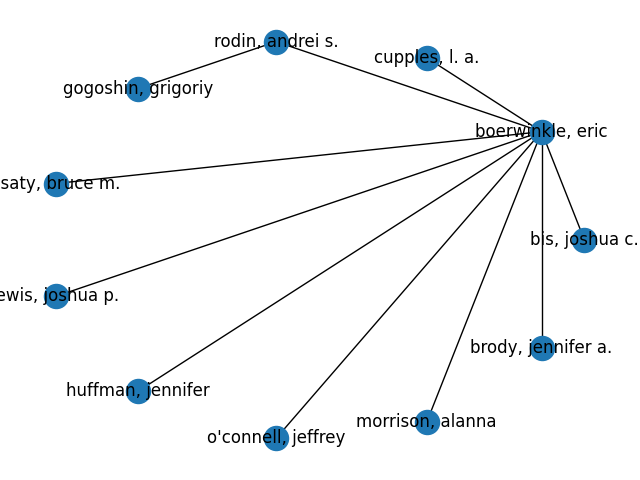 rodin, andrei s.
cupples, l. a.
gogoshin, grigoriy
boerwinkle, eric
saty, bruce m.
bis, joshua c.
ewis, joshua p.
brody, jennifer a.
huffman, jennifer
morrison, alanna
o'connell, jeffrey